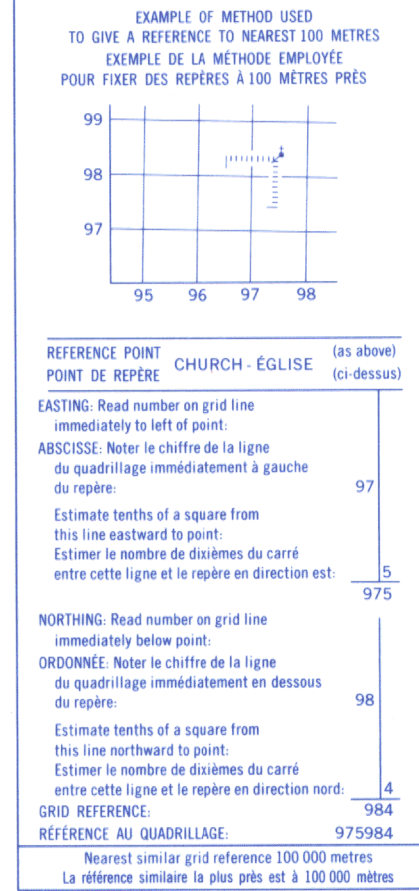 EXAMPLE OF METHOD USED
TO GIVE A REFERENCE TO NEAREST 100 METRES
EXEMPLE DE LA MÉTHODE EMPLOYÉE
POUR FIXER DES REPÈRES À 100 MÈTRES PRÈS
99
98
97
95 96 97 98
REFERENCE POINT
POINT DE REPÈRE
CHURCH - ÉGLISE
(as above)
(ci-dessus)
EASTING: Read number on grid line
immediately to left of point:
ABSCISSE: Noter le chiffre de la ligne
du quadrillage immédiatement à gauche
du repère: 97
Estimate tenths of a square from
this line eastward to point:
Estimer le nombre de dixièmes du carré
entre cette ligne et le repère en direction est: 5
975
NORTHING: Read number on grid line
immediately below point:
ORDONNÉE: Noter le chiffre de la ligne
du quadrillage immédiatement en dessous
du repère: 98
Estimate tenths of a square from
this line northward to point:
Estimer le nombre de dixièmes du carré
entre cette ligne et le repère en direction nord: 4
GRID REFERENCE: 984
RÉFÉRENCE AU QUADRILLAGE: 975984
Nearest similar grid reference 100 000 metres
La référence similaire la plus près est à 100 000 mètres